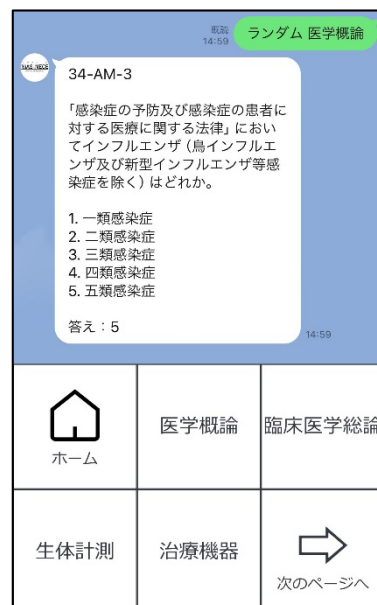 既読
14:59
ランダム 医学概論
34-AM-3
「感染症の予防及び感染症の患者に
対する医療に関する法律」におい
てインフルエンザ（鳥インフルエ
ンザ及び新型インフルエンザ等感
染症を除く）はどれか。
1. 一類感染症
2. 二類感染症
3. 三類感染症
4. 四類感染症
5. 五類感染症
答え：5
14:59
ホーム
医学概論
臨床医学総論
生体計測
治療機器
次のページへ